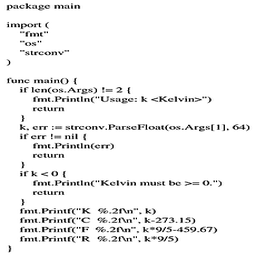 package main
import (
"fmt"
"os"
"strconv"
)
func main() {
if len(os.Args) != 2 {
fmt.Println("Usage: k <Kelvin>")
return
}
k, err := strconv.ParseFloat(os.Args[1], 64)
if err != nil {
fmt.Println(err)
return
}
if k < 0 {
fmt.Println("Kelvin must be >= 0.")
return
}
fmt.Printf("K  %.2f\n", k)
fmt.Printf("C  %.2f\n", k-273.15)
fmt.Printf("F  %.2f\n", k*9/5-459.67)
fmt.Printf("R  %.2f\n", k*9/5)
}